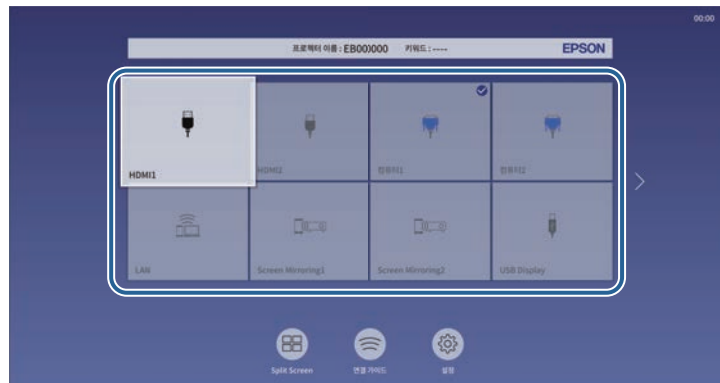 00:00
프로젝터 이름 : EB00)000 키워드 : ---- EPSON
HDMI1 HDMI2 컴퓨터1 컴퓨터2
LAN Screen Mirroring1 Screen Mirroring2 USB Display
Split Screen 연결 가이드 설정